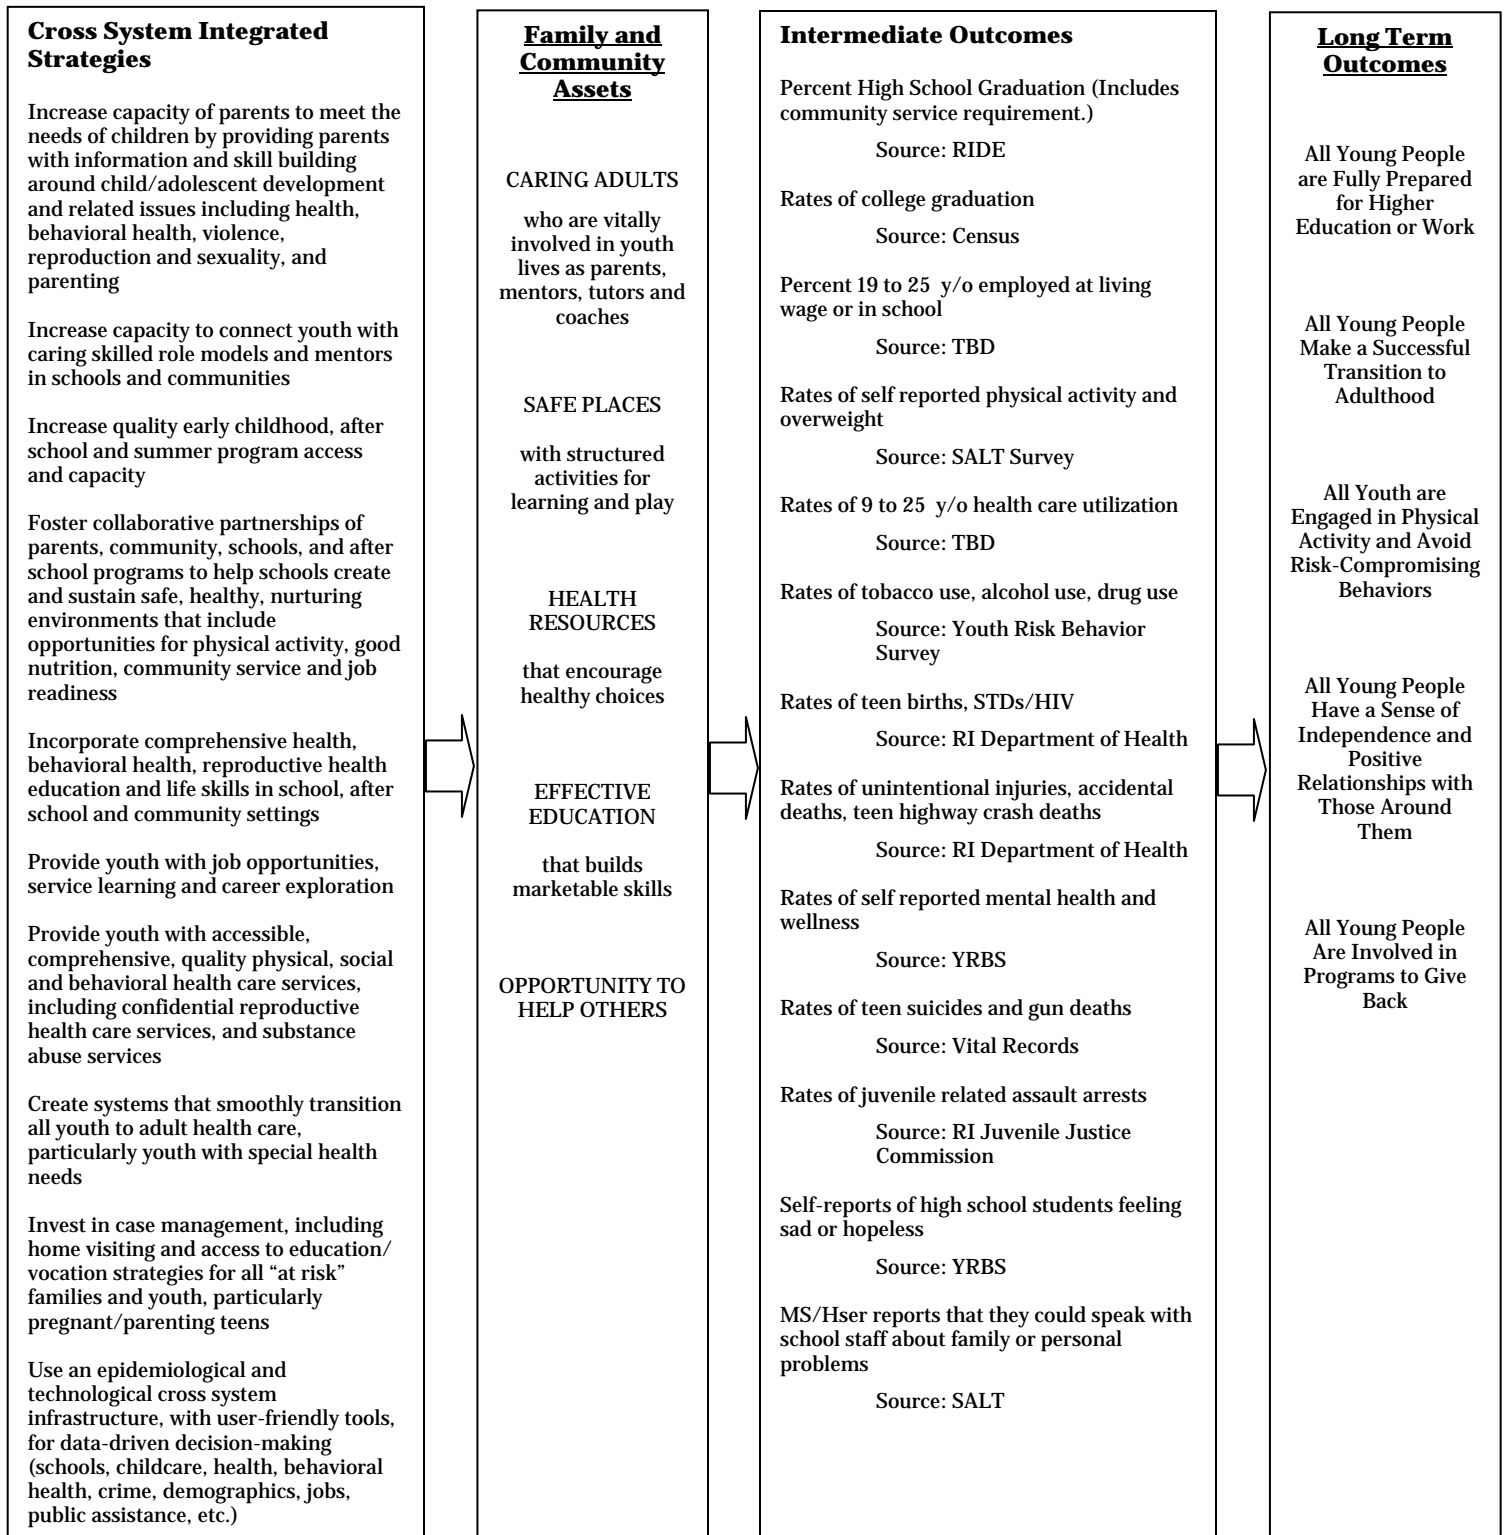 Cross System Integrated
Strategies
Increase capacity of parents to meet the
needs of children by providing parents
with information and skill building
around child/adolescent development
and related issues including health,
behavioral health, violence,
reproduction and sexuality, and
parenting
Increase capacity to connect youth with
caring skilled role models and mentors
in schools and communities
Increase quality early childhood, after
school and summer program access
and capacity
Foster collaborative partnerships of
parents, community, schools, and after
school programs to help schools create
and sustain safe, healthy, nurturing
environments that include
opportunities for physical activity, good
nutrition, community service and job
readiness
Incorporate comprehensive health,
behavioral health, reproductive health
education and life skills in school, after
school and community settings
Provide youth with job opportunities,
service learning and career exploration
Provide youth with accessible,
comprehensive, quality physical, social
and behavioral health care services,
including confidential reproductive
health care services, and substance
abuse services
Create systems that smoothly transition
all youth to adult health care,
particularly youth with special health
needs
Invest in case management, including
home visiting and access to education/
vocation strategies for all “at risk”
families and youth, particularly
pregnant/parenting teens
Use an epidemiological and
technological cross system
infrastructure, with user-friendly tools,
for data-driven decision-making
(schools, childcare, health, behavioral
health, crime, demographics, jobs,
public assistance, etc.)
Family and
Community
Assets
CARING ADULTS
who are vitally
involved in youth
lives as parents,
mentors, tutors and
coaches
SAFE PLACES
with structured
activities for
learning and play
HEALTH
RESOURCES
that encourage
healthy choices
EFFECTIVE
EDUCATION
that builds
marketable skills
OPPORTUNITY TO
HELP OTHERS
Intermediate Outcomes
Percent High School Graduation (Includes
community service requirement.)
Source: RIDE
Rates of college graduation
Source: Census
Percent 19 to 25 y/o employed at living
wage or in school
Source: TBD
Rates of self reported physical activity and
overweight
Source: SALT Survey
Rates of 9 to 25 y/o health care utilization
Source: TBD
Rates of tobacco use, alcohol use, drug use
Source: Youth Risk Behavior
Survey
Rates of teen births, STDs/HIV
Source: RI Department of Health
Rates of unintentional injuries, accidental
deaths, teen highway crash deaths
Source: RI Department of Health
Rates of self reported mental health and
wellness
Source: YRBS
Rates of teen suicides and gun deaths
Source: Vital Records
Rates of juvenile related assault arrests
Source: RI Juvenile Justice
Commission
Self-reports of high school students feeling
sad or hopeless
Source: YRBS
MS/Hser reports that they could speak with
school staff about family or personal
problems
Source: SALT
Long Term
Outcomes
All Young People
are Fully Prepared
for Higher
Education or Work
All Young People
Make a Successful
Transition to
Adulthood
All Youth are
Engaged in Physical
Activity and Avoid
Risk-Compromising
Behaviors
All Young People
Have a Sense of
Independence and
Positive
Relationships with
Those Around
Them
All Young People
Are Involved in
Programs to Give
Back